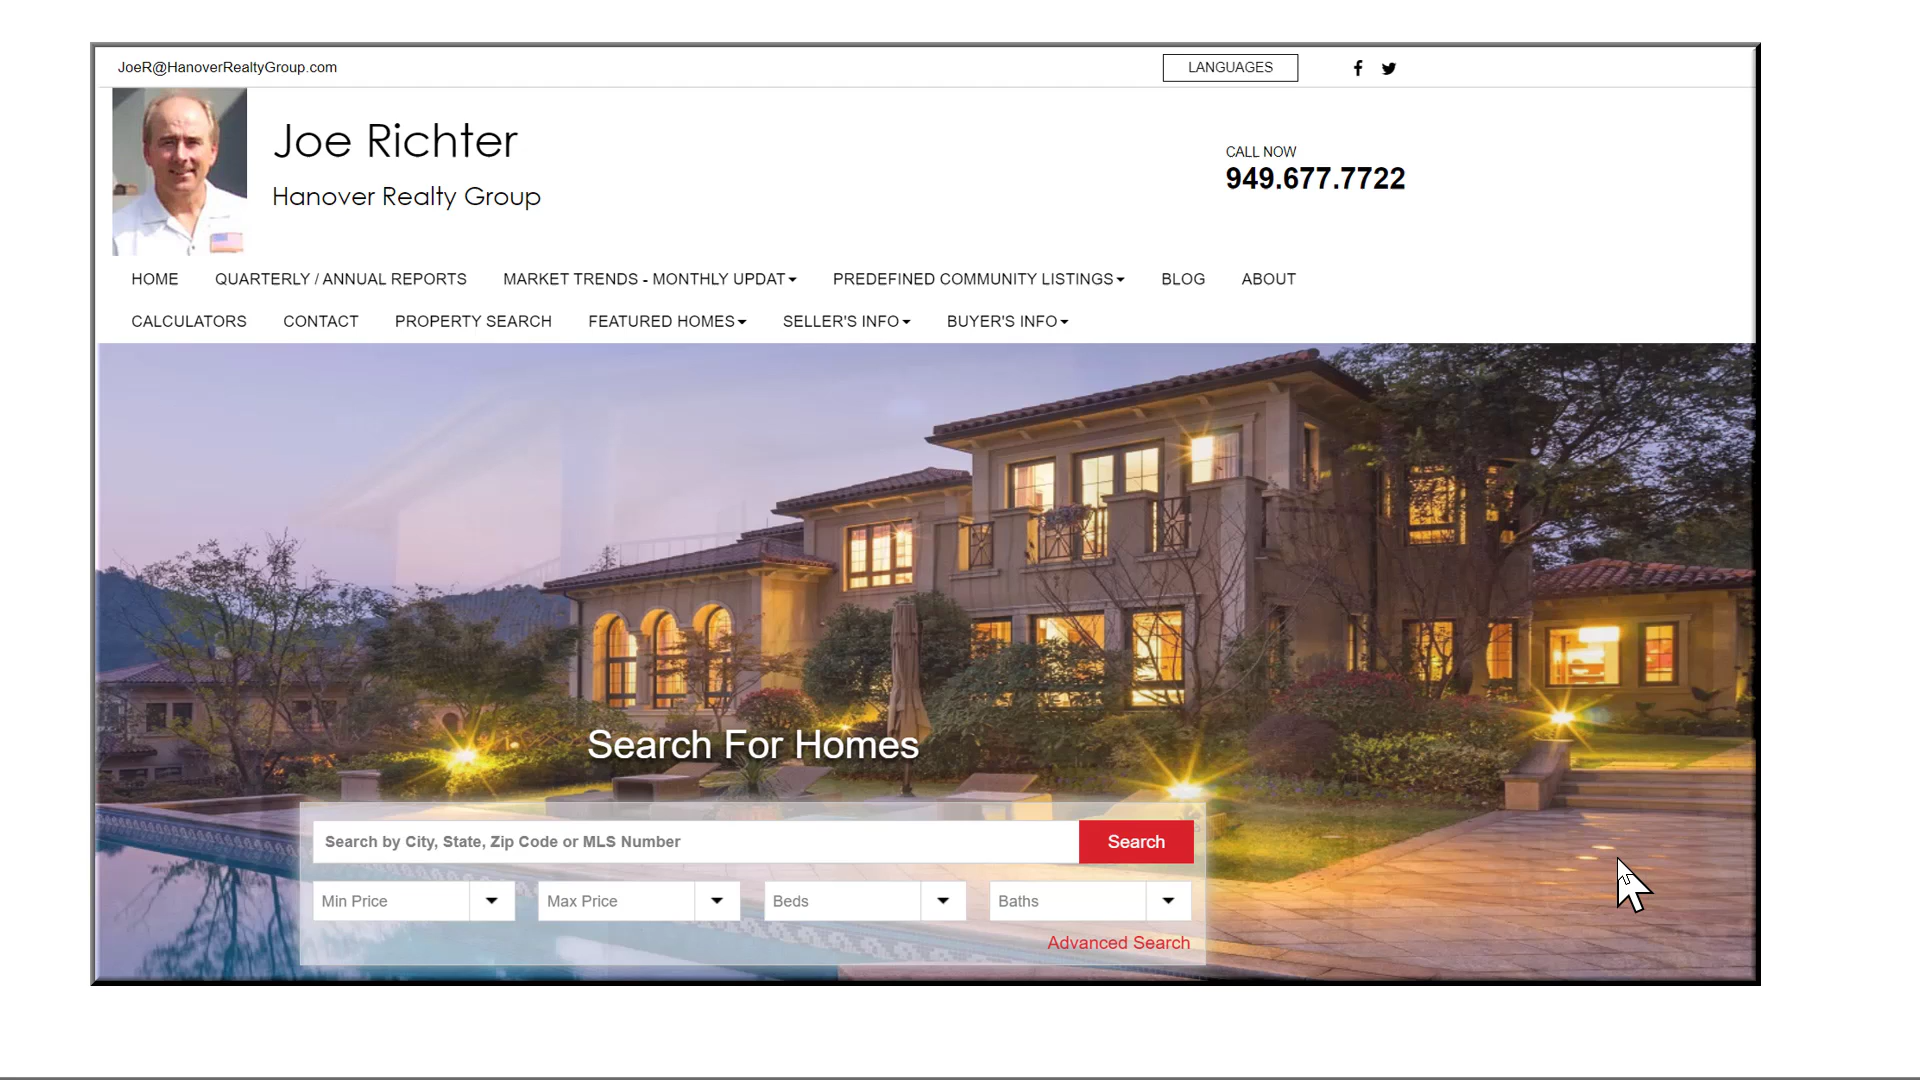 JoeR@HanoverRealtyGroup.com
LANGUAGES
Joe Richter
Hanover Realty Group
CALL NOW
949.677.7722
HOME QUARTERLY / ANNUAL REPORTS MARKET TRENDS - MONTHLY UPDAT PREDEFINED COMMUNITY LISTINGS BLOG ABOUT
CALCULATORS CONTACT PROPERTY SEARCH FEATURED HOMES SELLER'S INFO BUYER'S INFO
Search For Homes
Search by City, State, Zip Code or MLS Number Search
Min Price Max Price Beds Baths
Advanced Search